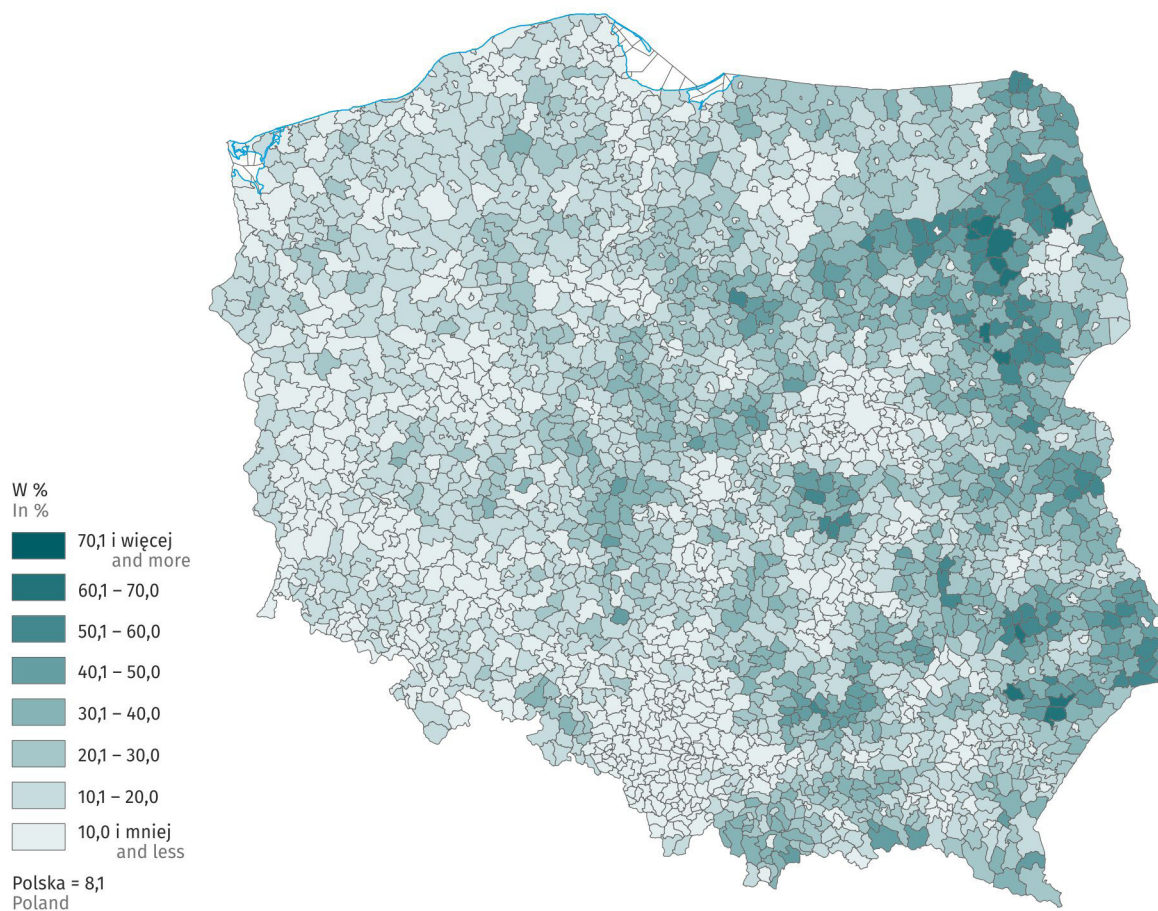 W %
In %
70,1 i więcej
and more
60,1 – 70,0
50,1 – 60,0
40,1 – 50,0
30,1 – 40,0
20,1 – 30,0
10,1 – 20,0
10,0 i mniej
and less
Polska = 8,1
Poland